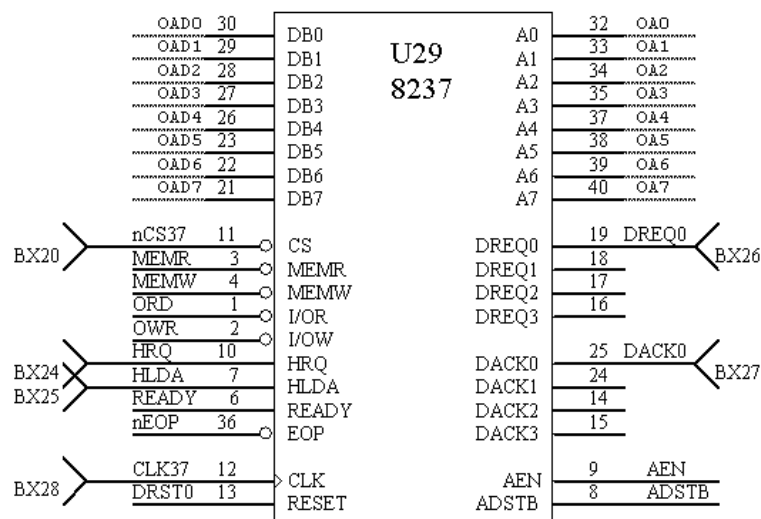 OAD0 30 DB0 A0 32 OA0
OAD1 29 DB1 U29 A1 33 OA1
OAD2 28 DB2 8237 A2 34 OA2
OAD3 27 DB3 A3 35 OA3
OAD4 26 DB4 A4 37 OA4
OAD5 23 DB5 A5 38 OA5
OAD6 22 DB6 A6 39 OA6
OAD7 21 DB7 A7 40 OA7
BX20 nCS37 11 CS DREQ0 19 DREQ0 BX26
MEMR 3 MEMR DREQ1 18
MEMW 4 MEMW DREQ2 17
ORD 1 I/OR DREQ3 16
OWR 2 I/OW
BX24 HRQ 10 HRQ DACK0 25 DACK0 BX27
BX25 HLDA 7 HLDA DACK1 24
READY 6 READY DACK2 14
nEOP 36 EOP DACK3 15
BX28 CLK37 12 CLK AEN 9 AEN
DRST0 13 RESET ADSTB 8 ADSTB